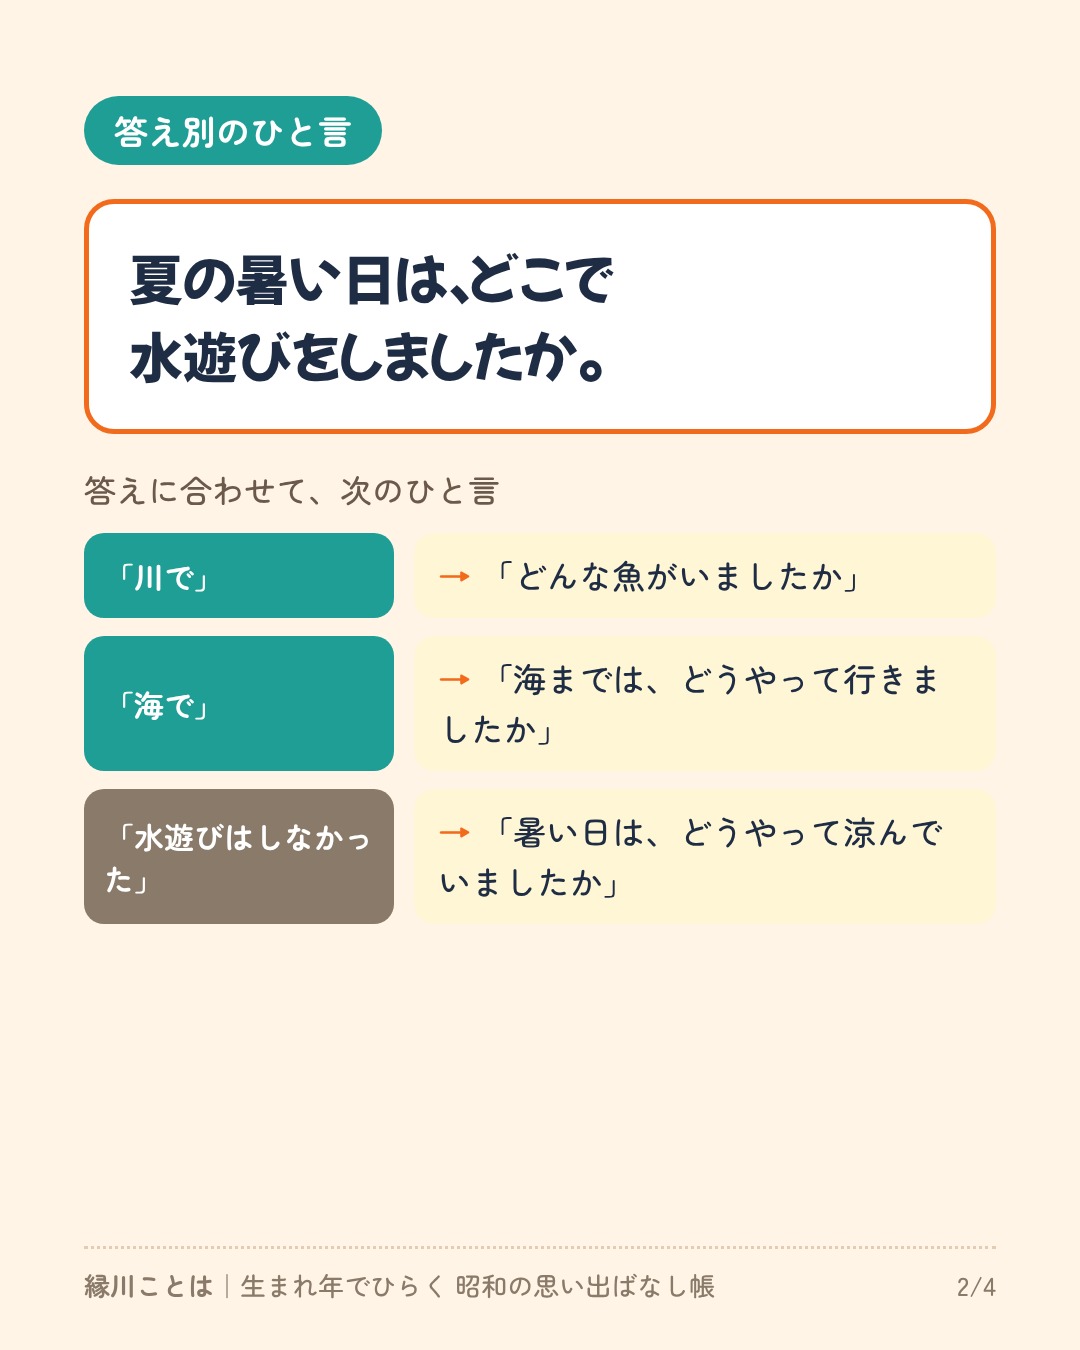 答え別のひと言
夏の暑い日は、どこで
水遊びをしましたか。
答えに合わせて、次のひと言
「川で」
→ 「どんな魚がいましたか」
「海で」
→ 「海までは、どうやって行きま
したか」
「水遊びはしなかっ
た」
→ 「暑い日は、どうやって涼んで
いましたか」
縁川ことは｜生まれ年でひらく 昭和の思い出ばなし帳
2/4